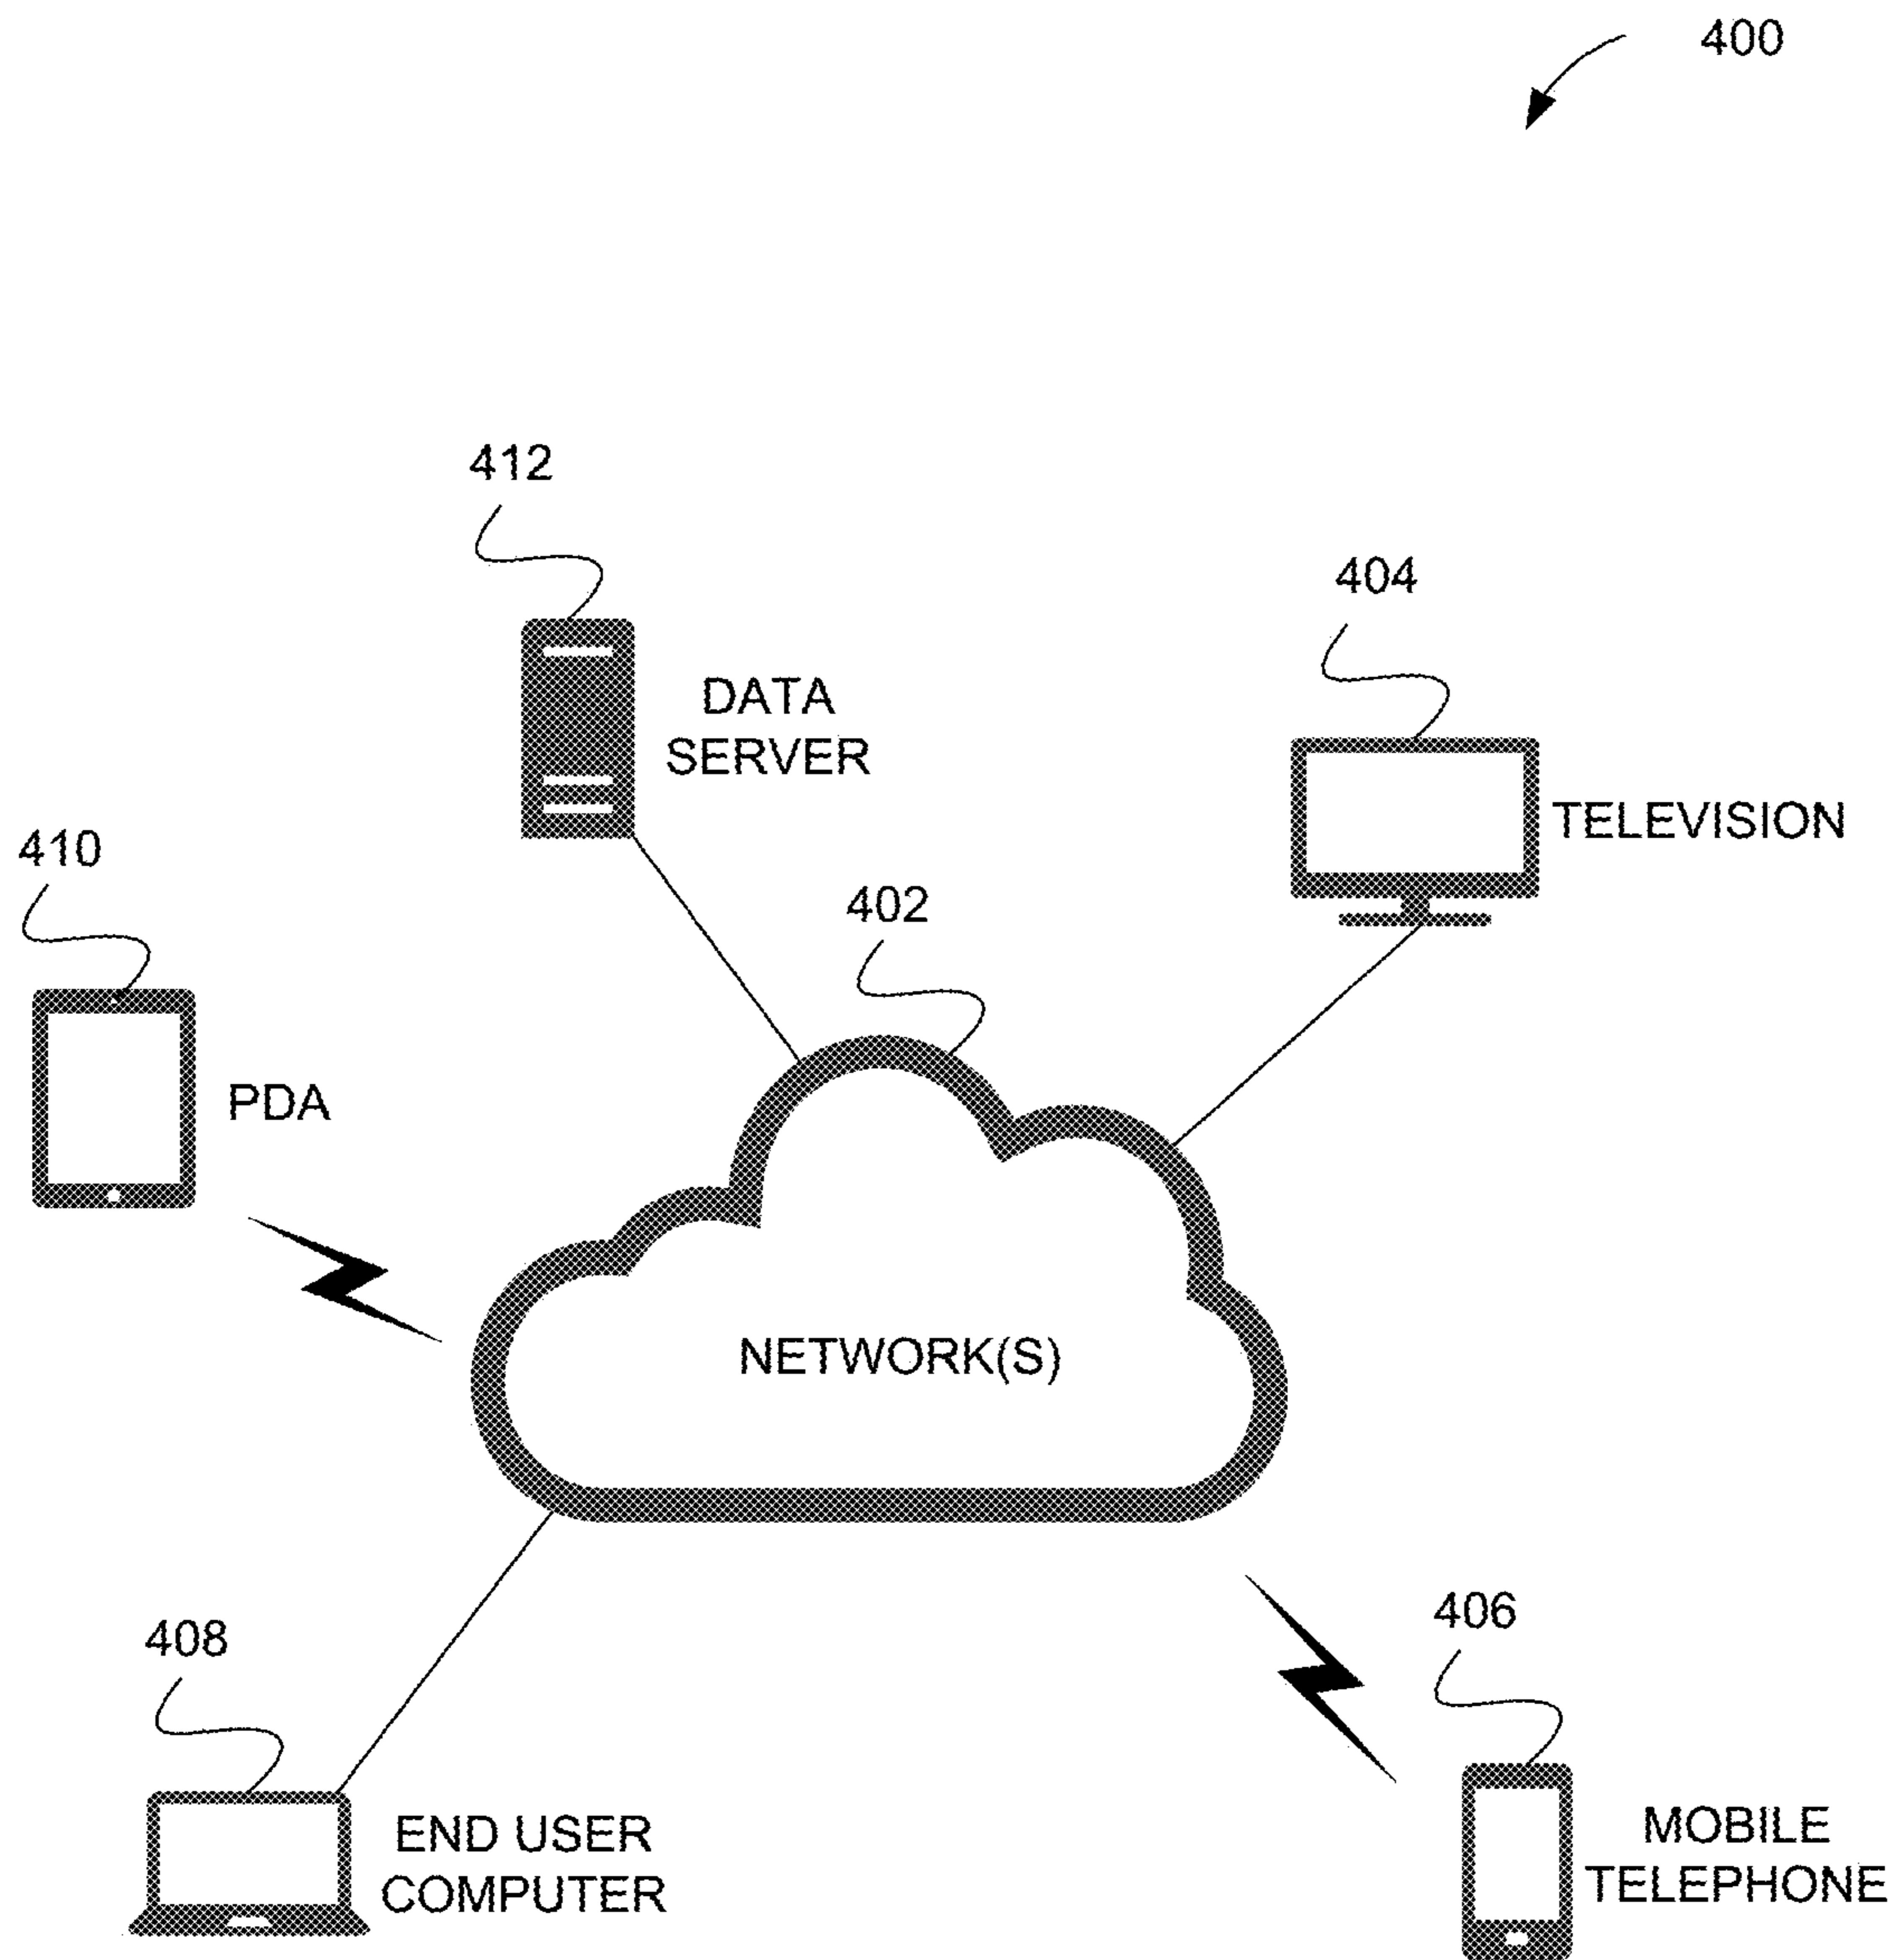 400
412
404
DATA
SERVER
TELEVISION
410
402
PDA
NETWORK(S)
408
406
END USER
COMPUTER
MOBILE
TELEPHONE